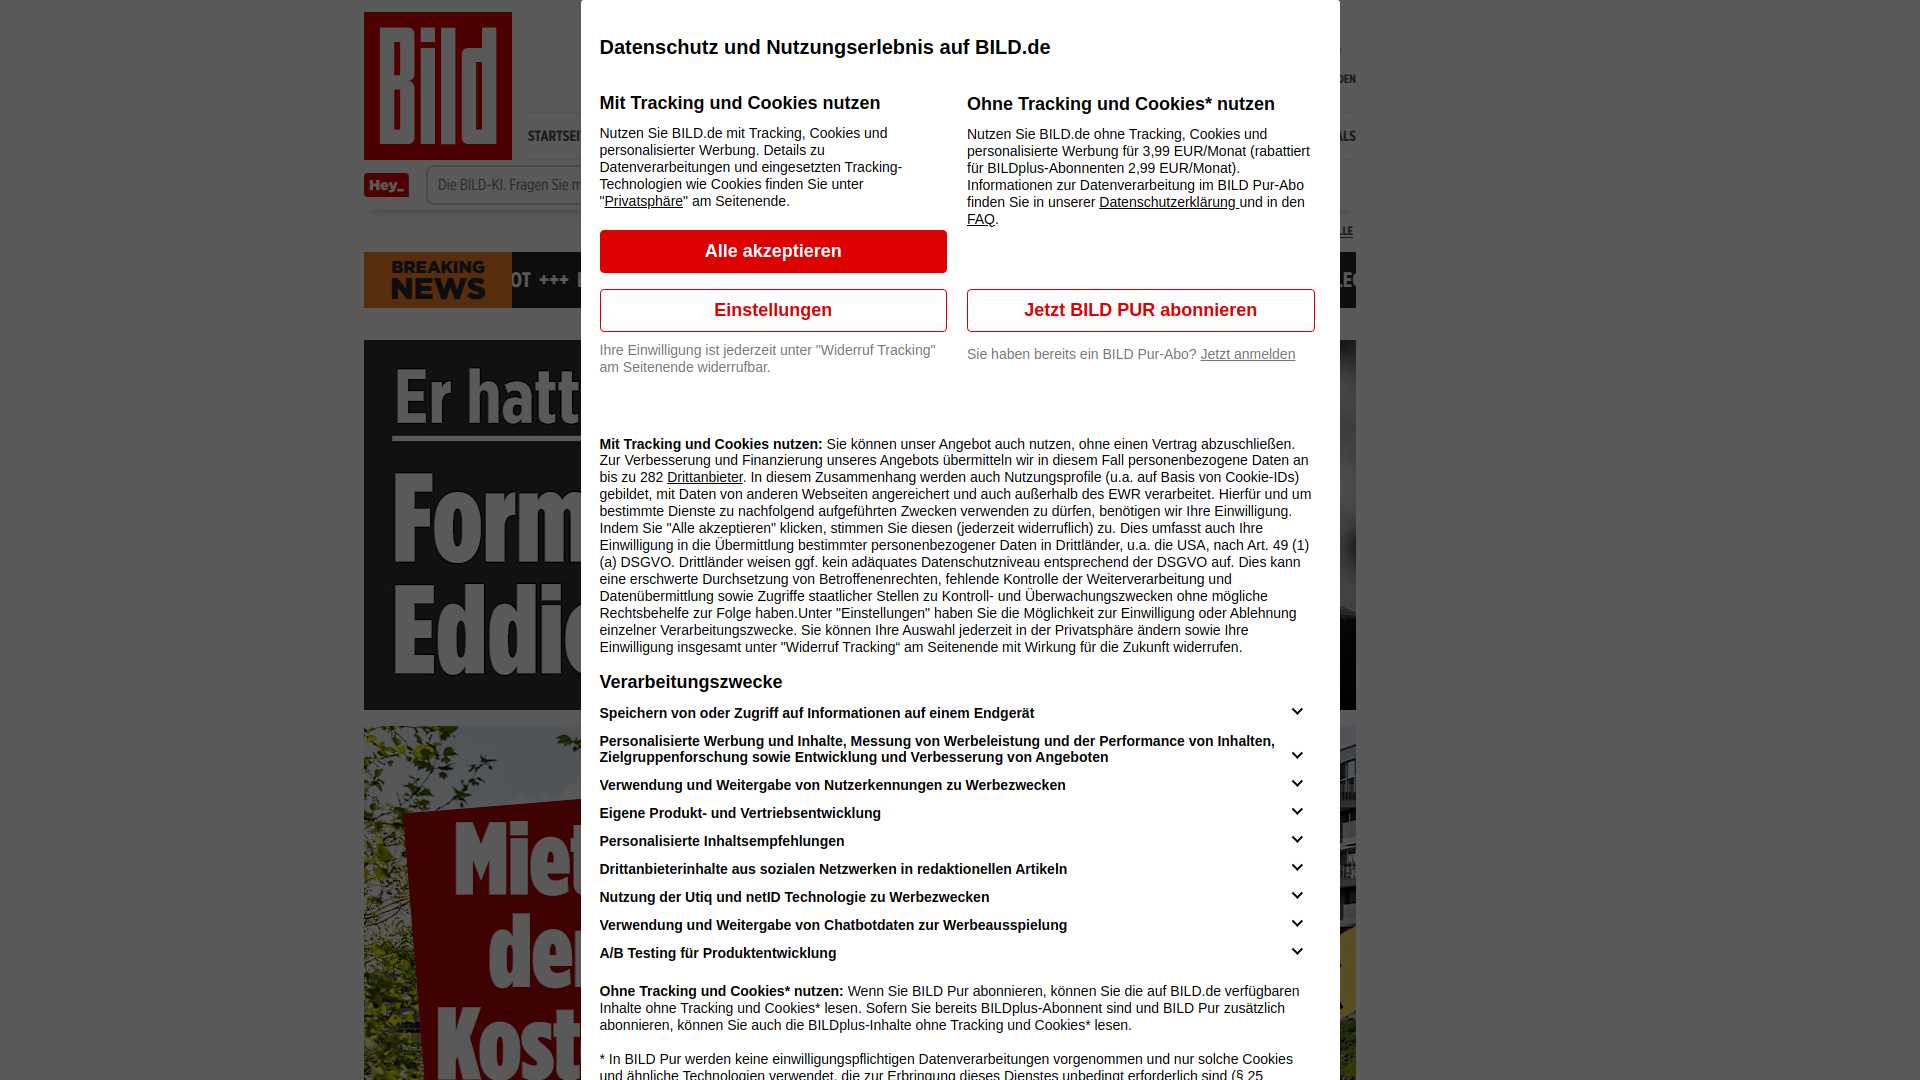 Bild
STARTSEI
Hey_
Die BILD-KI. Fragen Sie m
BREAKING
NEWS
OT +++
Er hatt
Form
Eddie
Miet
der
Kost
DEN
ALS
LLE
LEG
Datenschutz und Nutzungserlebnis auf BILD.de
Mit Tracking und Cookies nutzen
Nutzen Sie BILD.de mit Tracking, Cookies und
personalisierter Werbung. Details zu
Datenverarbeitungen und eingesetzten Tracking-
Technologien wie Cookies finden Sie unter
"Privatsphäre" am Seitenende.
Alle akzeptieren
Einstellungen
Ihre Einwilligung ist jederzeit unter "Widerruf Tracking"
am Seitenende widerrufbar.
Ohne Tracking und Cookies* nutzen
Nutzen Sie BILD.de ohne Tracking, Cookies und
personalisierte Werbung für 3,99 EUR/Monat (rabattiert
für BILDplus-Abonnenten 2,99 EUR/Monat).
Informationen zur Datenverarbeitung im BILD Pur-Abo
finden Sie in unserer Datenschutzerklärung und in den
FAQ.
Jetzt BILD PUR abonnieren
Sie haben bereits ein BILD Pur-Abo? Jetzt anmelden
Mit Tracking und Cookies nutzen: Sie können unser Angebot auch nutzen, ohne einen Vertrag abzuschließen.
Zur Verbesserung und Finanzierung unseres Angebots übermitteln wir in diesem Fall personenbezogene Daten an
bis zu 282 Drittanbieter. In diesem Zusammenhang werden auch Nutzungsprofile (u.a. auf Basis von Cookie-IDs)
gebildet, mit Daten von anderen Webseiten angereichert und auch außerhalb des EWR verarbeitet. Hierfür und um
bestimmte Dienste zu nachfolgend aufgeführten Zwecken verwenden zu dürfen, benötigen wir Ihre Einwilligung.
Indem Sie "Alle akzeptieren" klicken, stimmen Sie diesen (jederzeit widerruflich) zu. Dies umfasst auch Ihre
Einwilligung in die Übermittlung bestimmter personenbezogener Daten in Drittländer, u.a. die USA, nach Art. 49 (1)
(a) DSGVO. Drittländer weisen ggf. kein adäquates Datenschutzniveau entsprechend der DSGVO auf. Dies kann
eine erschwerte Durchsetzung von Betroffenenrechten, fehlende Kontrolle der Weiterverarbeitung und
Datenübermittlung sowie Zugriffe staatlicher Stellen zu Kontroll- und Überwachungszwecken ohne mögliche
Rechtsbehelfe zur Folge haben.Unter "Einstellungen" haben Sie die Möglichkeit zur Einwilligung oder Ablehnung
einzelner Verarbeitungszwecke. Sie können Ihre Auswahl jederzeit in der Privatsphäre ändern sowie Ihre
Einwilligung insgesamt unter "Widerruf Tracking“ am Seitenende mit Wirkung für die Zukunft widerrufen.
Verarbeitungszwecke
Speichern von oder Zugriff auf Informationen auf einem Endgerät
Personalisierte Werbung und Inhalte, Messung von Werbeleistung und der Performance von Inhalten,
Zielgruppenforschung sowie Entwicklung und Verbesserung von Angeboten
Verwendung und Weitergabe von Nutzerkennungen zu Werbezwecken
Eigene Produkt- und Vertriebsentwicklung
Personalisierte Inhaltsempfehlungen
Drittanbieterinhalte aus sozialen Netzwerken in redaktionellen Artikeln
Nutzung der Utiq und netID Technologie zu Werbezwecken
Verwendung und Weitergabe von Chatbotdaten zur Werbeausspielung
A/B Testing für Produktentwicklung
Ohne Tracking und Cookies* nutzen: Wenn Sie BILD Pur abonnieren, können Sie die auf BILD.de verfügbaren
Inhalte ohne Tracking und Cookies* lesen. Sofern Sie bereits BILDplus-Abonnent sind und BILD Pur zusätzlich
abonnieren, können Sie auch die BILDplus-Inhalte ohne Tracking und Cookies* lesen.
* In BILD Pur werden keine einwilligungspflichtigen Datenverarbeitungen vorgenommen und nur solche Cookies
und ähnliche Technologien verwendet, die zur Erbringung dieses Dienstes unbedingt erforderlich sind (§ 25